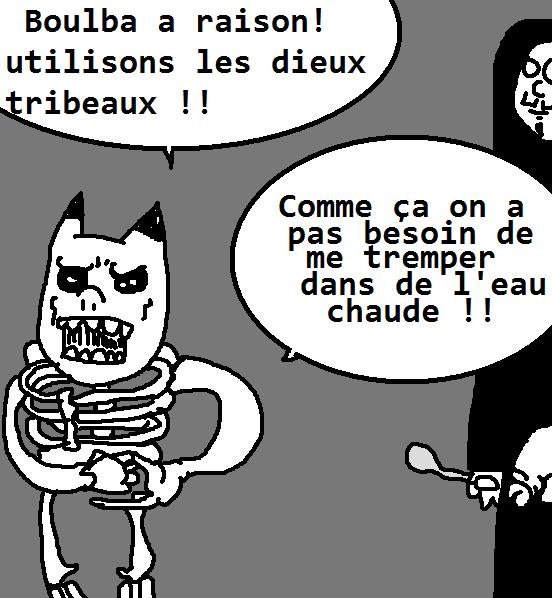 Boulba a raison!
utilisons les dieux
tribeaux !!
Comme ça on a
pas besoin de
me tremper
dans de l'eau
chaude !!